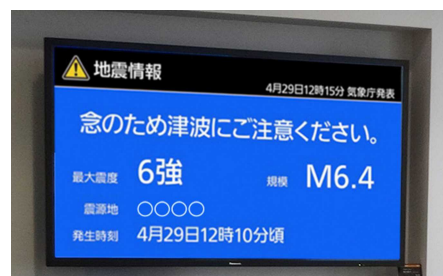 地震情報
4月29日12時15分 気象庁発表
念のため津波にご注意ください。
最大震度 6強 規模 M6.4
震源地 ○○○○
発生時刻 4月29日12時10分頃